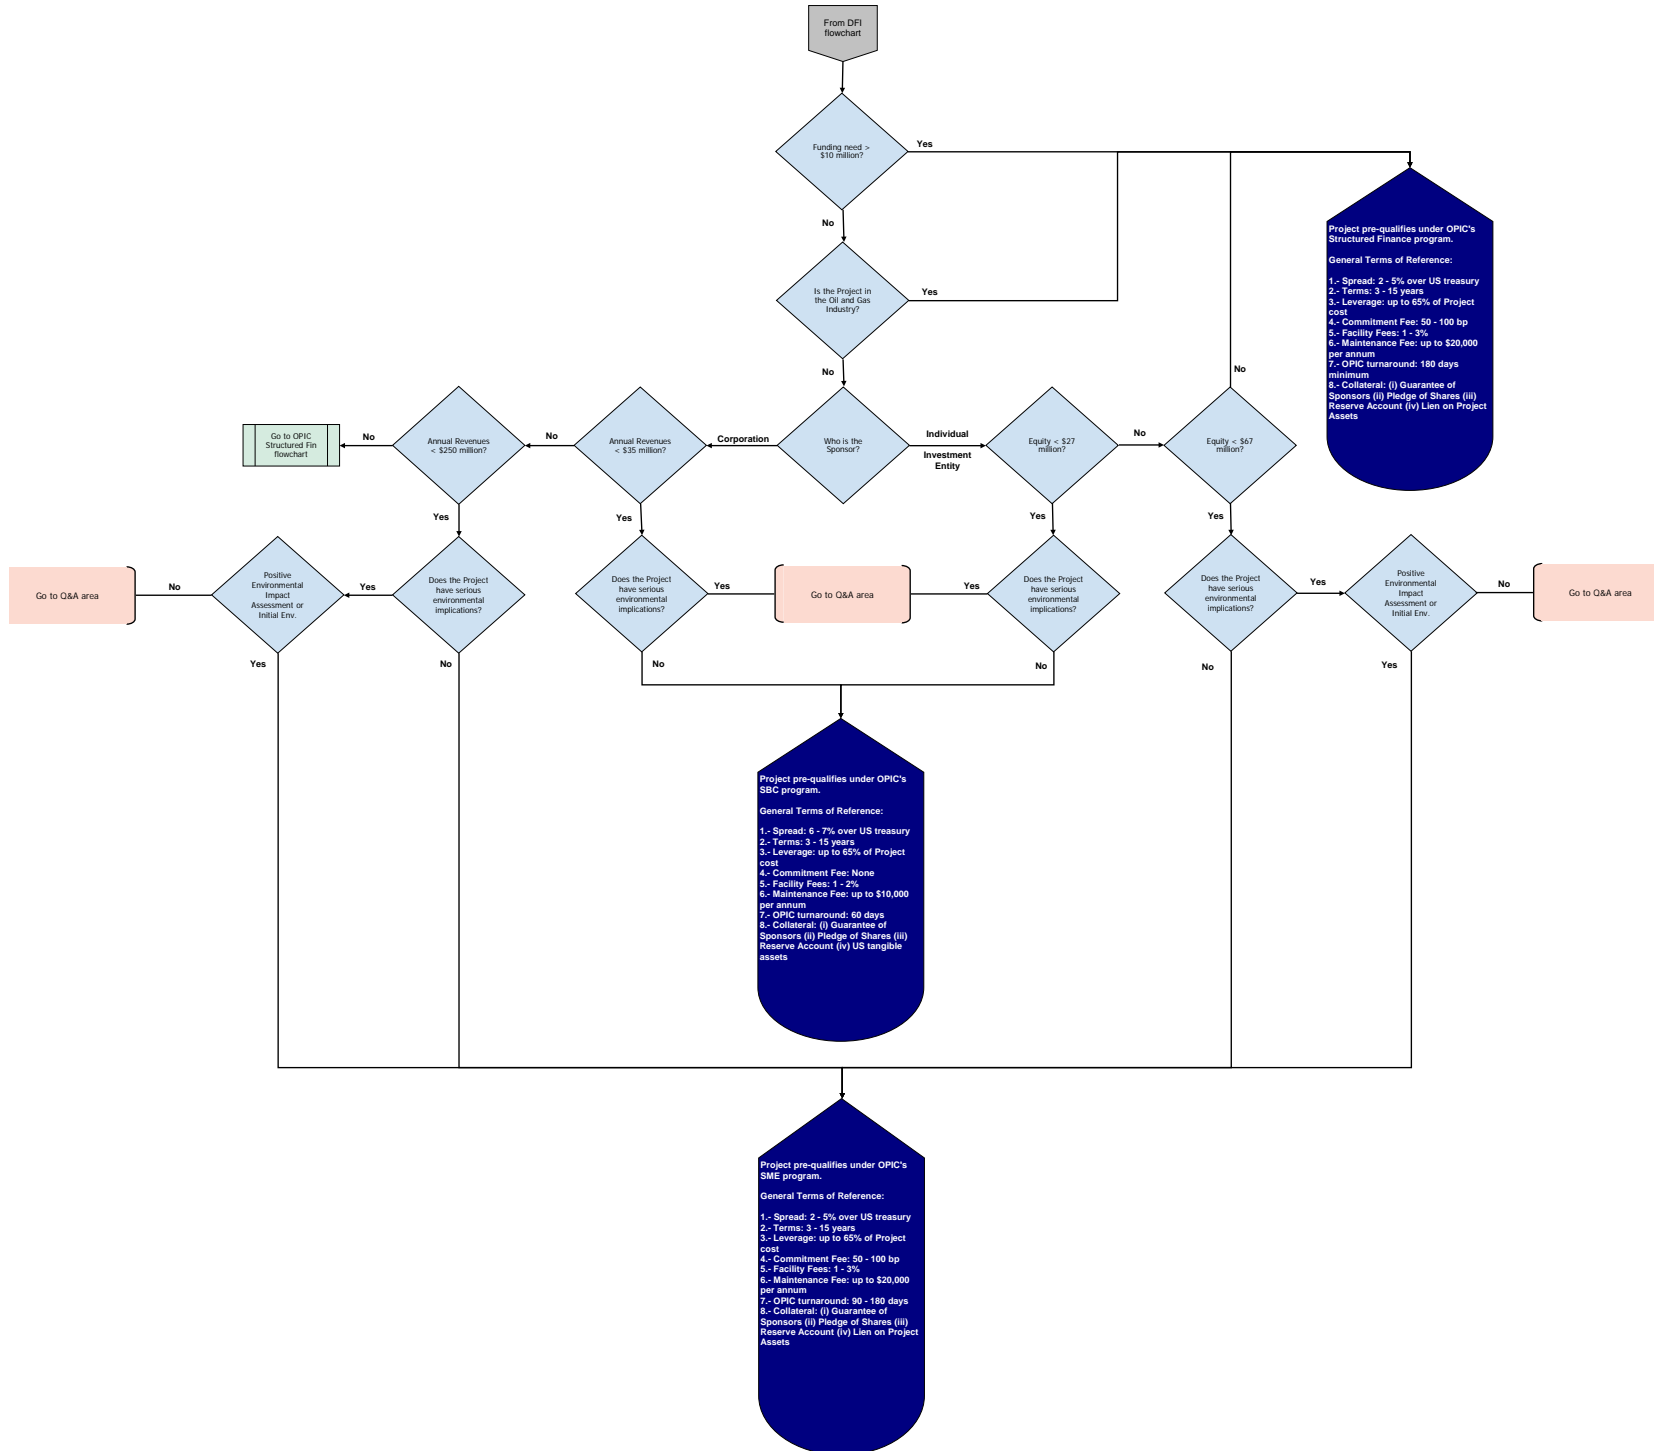 From DFI
flowchart
Funding need >
$10 million?
Yes
No
Is the Project in
the Oil and Gas
Industry?
Yes
No
Project pre-qualifies under OPIC's
Structured Finance program.
General Terms of Reference:
1.- Spread: 2 - 5% over US treasury
2.- Terms: 3 - 15 years
3.- Leverage: up to 65% of Project
cost
4.- Commitment Fee: 50 - 100 bp
5.- Facility Fees: 1 - 3%
6.- Maintenance Fee: up to $20,000
per annum
7.- OPIC turnaround: 180 days
minimum
8.- Collateral: (i) Guarantee of
Sponsors (ii) Pledge of Shares (iii)
Reserve Account (iv) Lien on Project
Assets
No
Go to OPIC
Structured Fin
flowchart
No
Annual Revenues
< $250 million?
No
Annual Revenues
< $35 million?
Corporation
Who is the
Sponsor?
Individual
Investment
Entity
Equity < $27
million?
No
Equity < $67
million?
Yes
Yes
Yes
Yes
Go to Q&A area
No
Positive
Environmental
Impact
Assessment or
Initial Env.
Yes
Does the Project
have serious
environmental
implications?
Does the Project
have serious
environmental
implications?
Yes
Go to Q&A area
Yes
Does the Project
have serious
environmental
implications?
Does the Project
have serious
environmental
implications?
Yes
Positive
Environmental
Impact
Assessment or
Initial Env.
No
Go to Q&A area
Yes
No
No
No
No
Yes
Project pre-qualifies under OPIC's
SBC program.
General Terms of Reference:
1.- Spread: 6 - 7% over US treasury
2.- Terms: 3 - 15 years
3.- Leverage: up to 65% of Project
cost
4.- Commitment Fee: None
5.- Facility Fees: 1 - 2%
6.- Maintenance Fee: up to $10,000
per annum
7.- OPIC turnaround: 60 days
8.- Collateral: (i) Guarantee of
Sponsors (ii) Pledge of Shares (iii)
Reserve Account (iv) US tangible
assets
Project pre-qualifies under OPIC's
SME program.
General Terms of Reference:
1.- Spread: 2 - 5% over US treasury
2.- Terms: 3 - 15 years
3.- Leverage: up to 65% of Project
cost
4.- Commitment Fee: 50 - 100 bp
5.- Facility Fees: 1 - 3%
6.- Maintenance Fee: up to $20,000
per annum
7.- OPIC turnaround: 90 - 180 days
8.- Collateral: (i) Guarantee of
Sponsors (ii) Pledge of Shares (iii)
Reserve Account (iv) Lien on Project
Assets